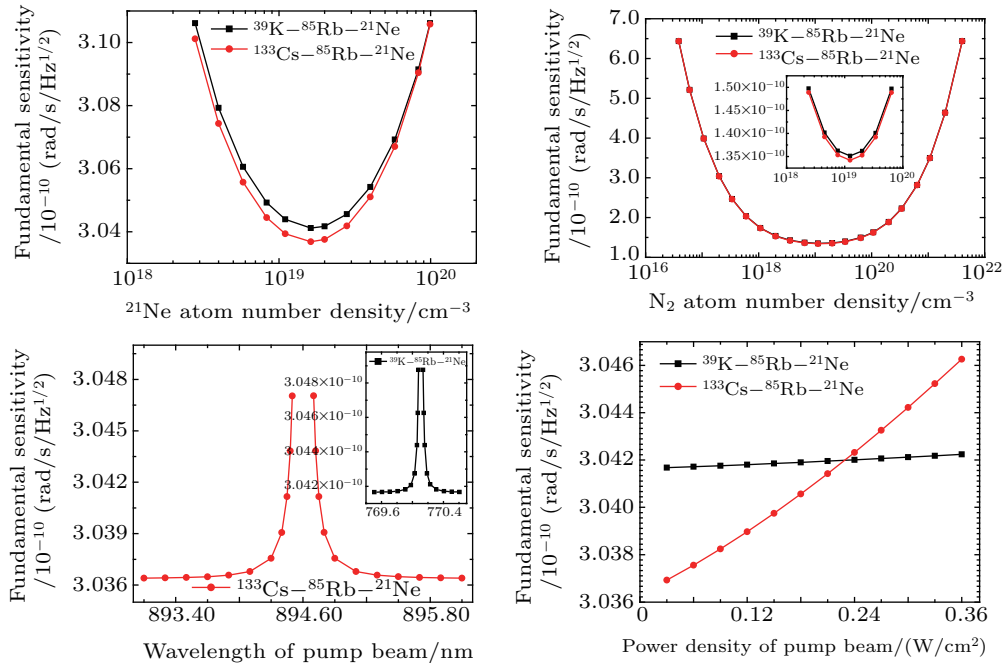 Fundamental sensitivity
/10⁻¹⁰ (rad/s/Hz¹/²)
3.10
3.08
3.06
3.04
³⁹K−⁸⁵Rb−²¹Ne
¹³³Cs−⁸⁵Rb−²¹Ne
10¹⁸
10¹⁹
10²⁰
²¹Ne atom number density/cm⁻³
Fundamental sensitivity
/10⁻¹⁰ (rad/s/Hz¹/²)
7.0
6.0
5.0
4.0
3.0
2.0
1.0
³⁹K−⁸⁵Rb−²¹Ne
¹³³Cs−⁸⁵Rb−²¹Ne
1.50×10⁻¹⁰
1.45×10⁻¹⁰
1.40×10⁻¹⁰
1.35×10⁻¹⁰
10¹⁸
10¹⁹
10²⁰
10¹⁶
10¹⁸
10²⁰
10²²
N₂ atom number density/cm⁻³
Fundamental sensitivity
/10⁻¹⁰ (rad/s/Hz¹/²)
3.048
3.045
3.042
3.039
3.036
³⁹K−⁸⁵Rb−²¹Ne
3.048×10⁻¹⁰
3.046×10⁻¹⁰
3.044×10⁻¹⁰
3.042×10⁻¹⁰
769.6
770.4
¹³³Cs−⁸⁵Rb−²¹Ne
893.40
894.60
895.80
Wavelength of pump beam/nm
Fundamental sensitivity
/10⁻¹⁰ (rad/s/Hz¹/²)
3.046
3.044
3.042
3.040
3.038
3.036
³⁹K−⁸⁵Rb−²¹Ne
¹³³Cs−⁸⁵Rb−²¹Ne
0
0.12
0.24
0.36
Power density of pump beam/(W/cm²)